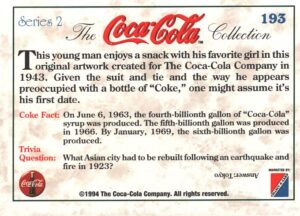 Series 2
The Coca-Cola Collection
193
This young man enjoys a snack with his favorite girl in this
original artwork created for The Coca-Cola Company in
1943. Given the suit and tie and the way he appears
preoccupied with a bottle of "Coke," one might assume it's
his first date.
Coke Fact: On June 6, 1963, the fourth-billionth gallon of "Coca-Cola"
syrup was produced. The fifth-billionth gallon was produced
in 1966. By January, 1969, the sixth-billionth gallon was
produced.
Trivia
Question: What Asian city had to be rebuilt following an earthquake and
fire in 1923?
Answer: Tokyo
©1994 The Coca-Cola Company. All rights reserved.
MARKETED BY